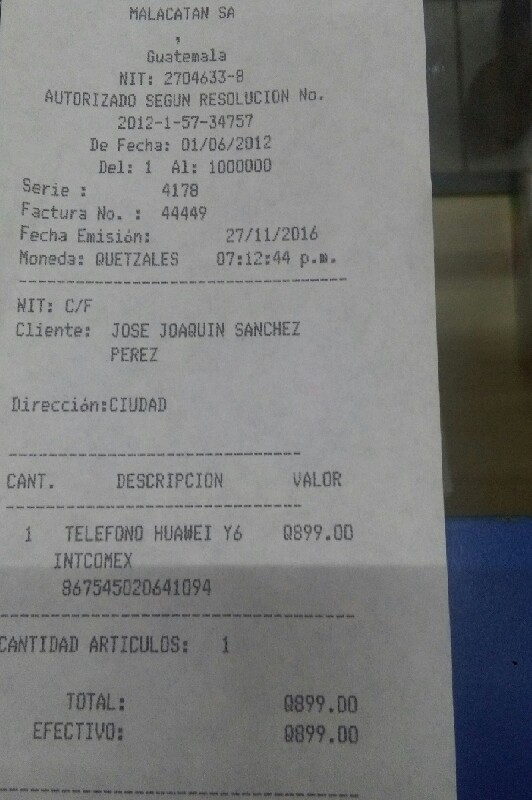 MALACATAN SA
,
Guatemala
NIT: 2704633-8
AUTORIZADO SEGUN RESOLUCION No.
2012-1-57-34757
De Fecha: 01/06/2012
Del: 1 Al: 1000000
Serie : 4178
Factura No. : 44449
Fecha Emisión: 27/11/2016
Moneda: QUETZALES 07:12:44 p.m.
NIT: C/F
Cliente: JOSE JOAQUIN SANCHEZ
PEREZ
Dirección:CIUDAD
CANT. DESCRIPCION VALOR
1 TELEFONO HUAWEI Y6 Q899.00
INTCOMEX
867545020641094
CANTIDAD ARTICULOS: 1
TOTAL: Q899.00
EFECTIVO: Q899.00